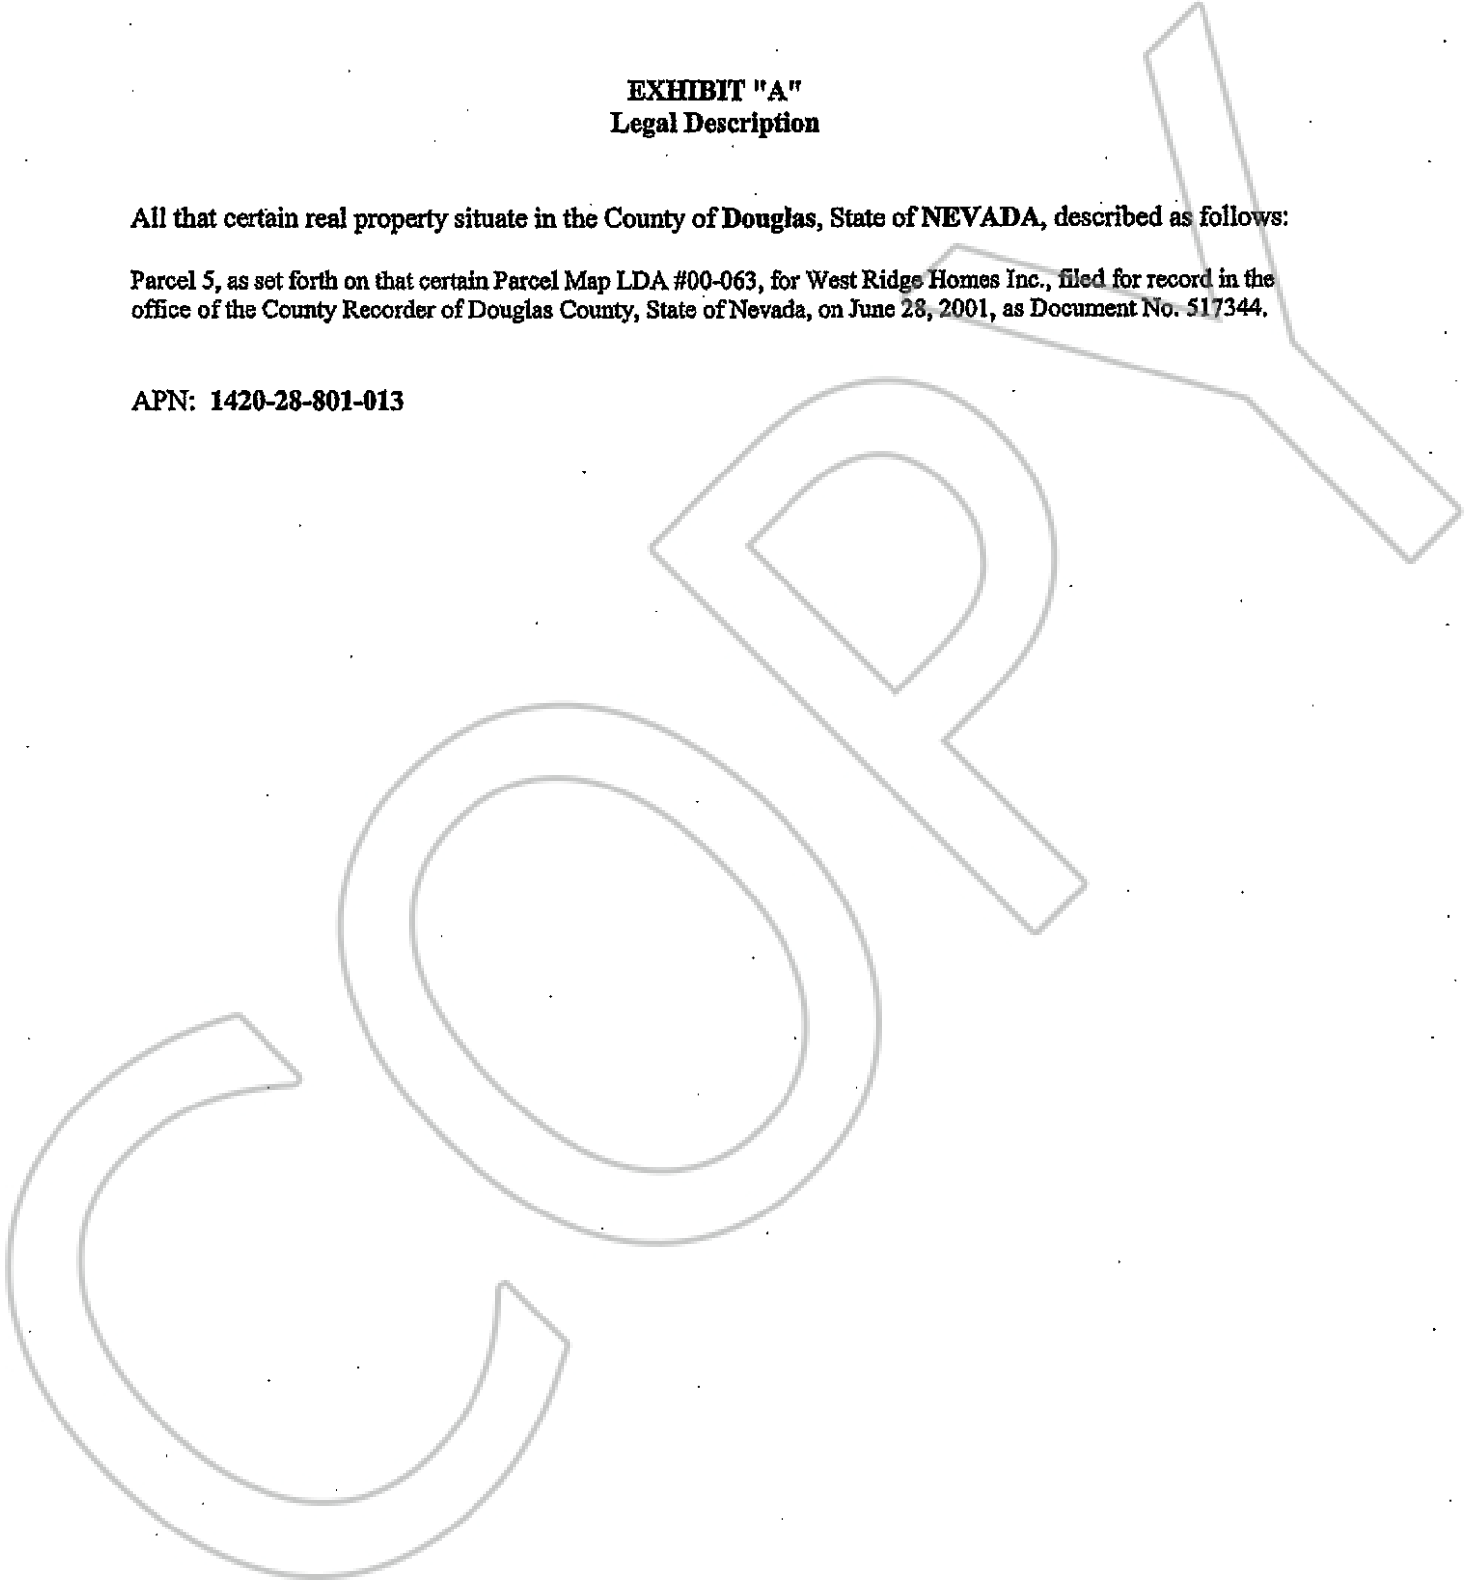 EXHIBIT "A"
Legal Description
All that certain real property situate in the County of Douglas, State of NEVADA, described as follows:
Parcel 5, as set forth on that certain Parcel Map LDA #00-063, for West Ridge Homes Inc., filed for record in the
office of the County Recorder of Douglas County, State of Nevada, on June 28, 2001, as Document No. 517344.
APN: 1420-28-801-013
COPY